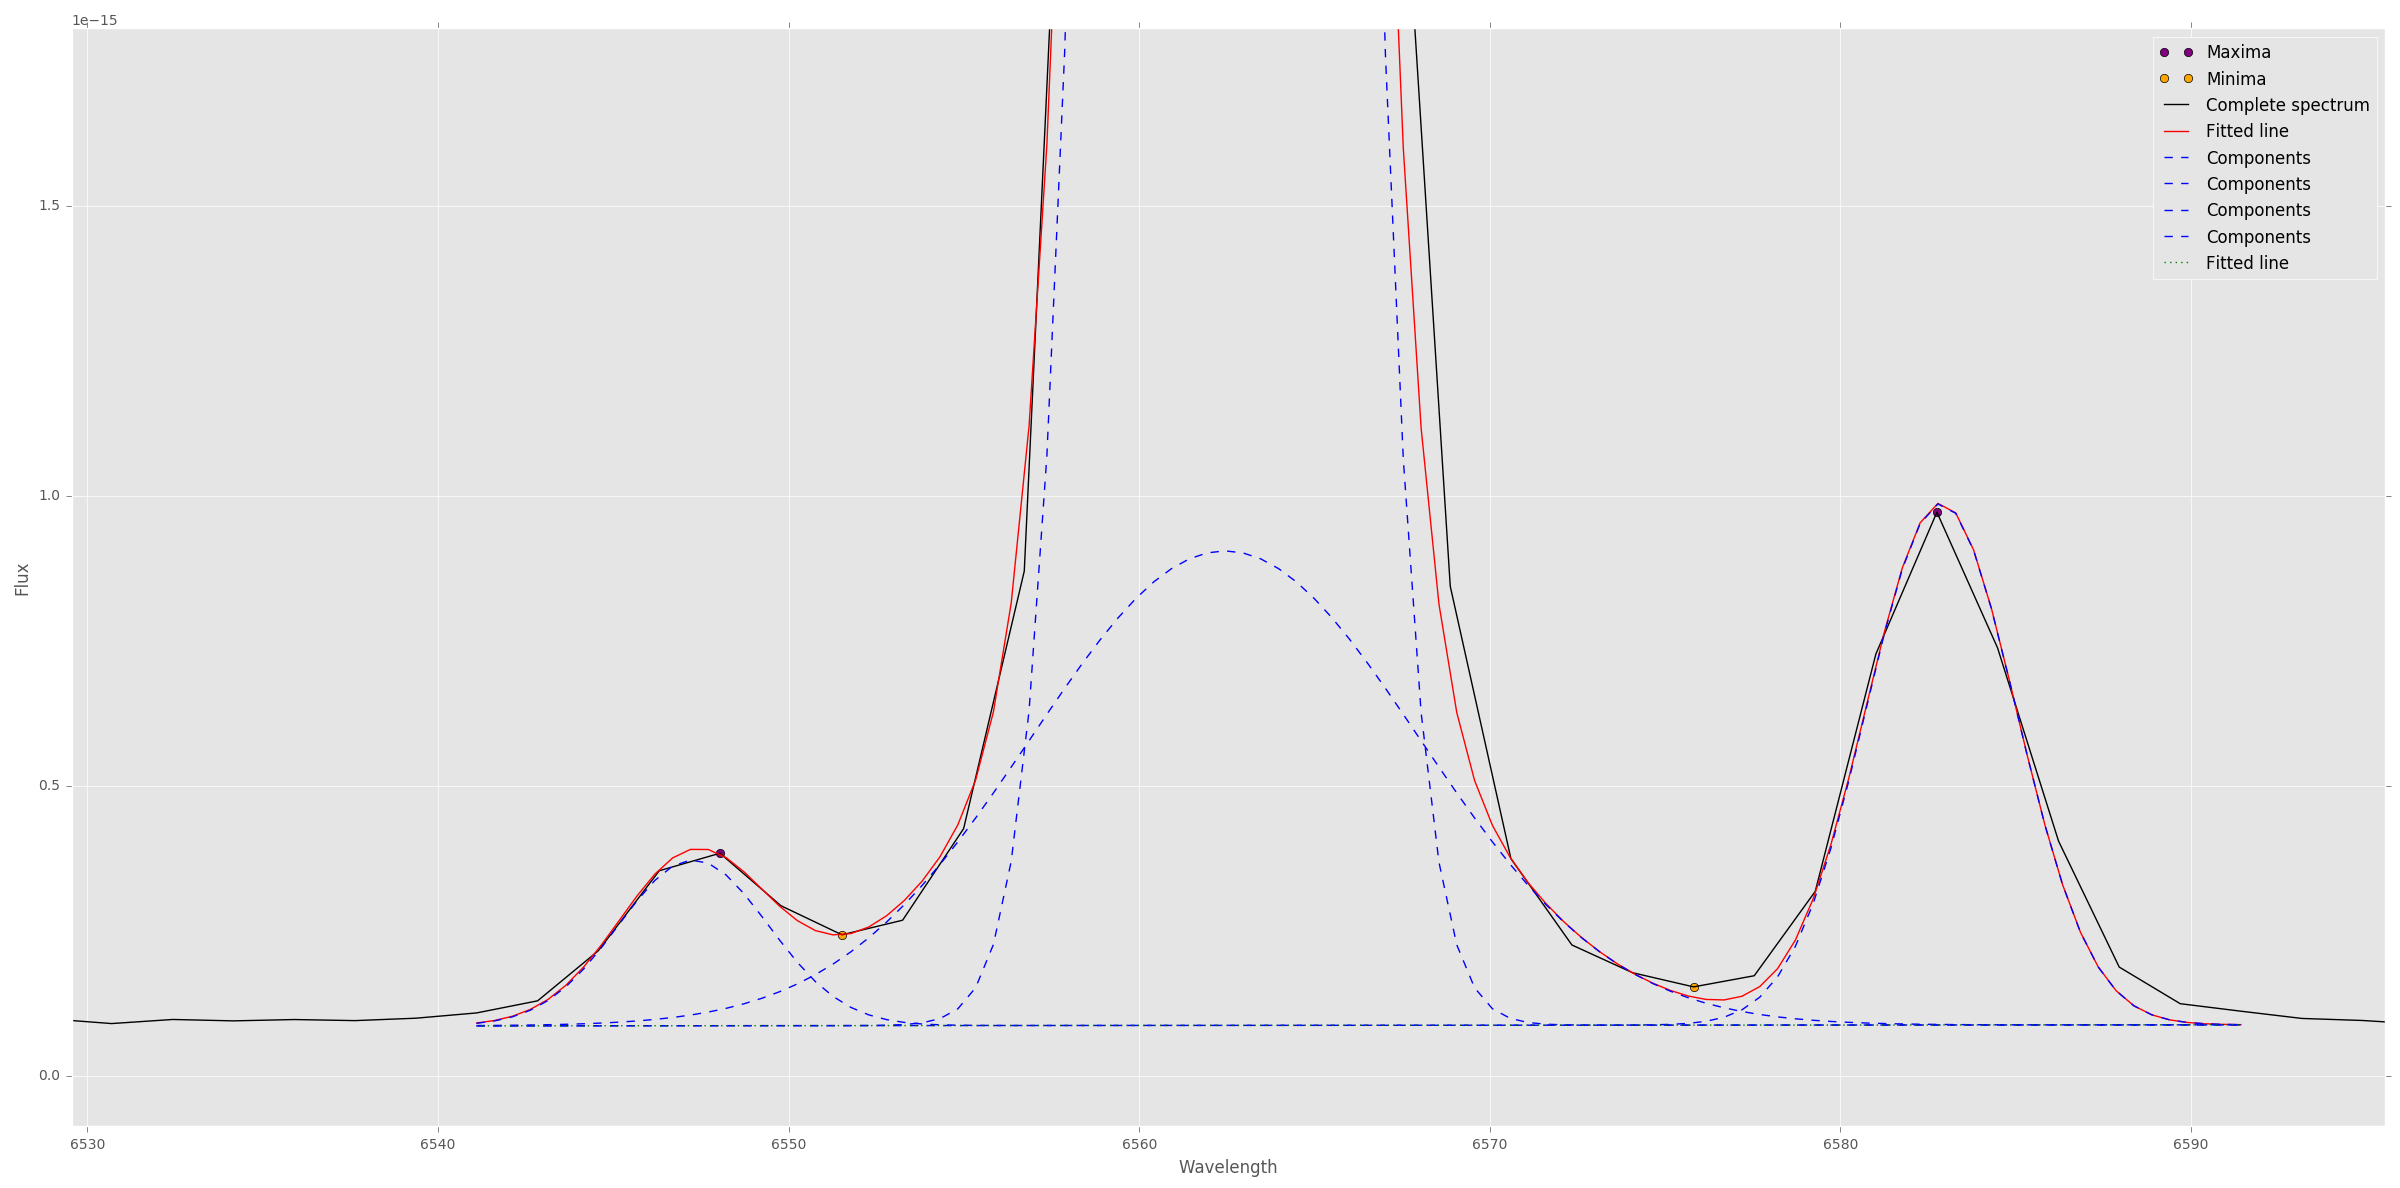 1e−15
Maxima
Minima
Complete spectrum
Fitted line
Components
Components
Components
Components
Fitted line
1.5
1.0
0.5
0.0
Flux
6530 6540 6550 6560 6570 6580 6590
Wavelength